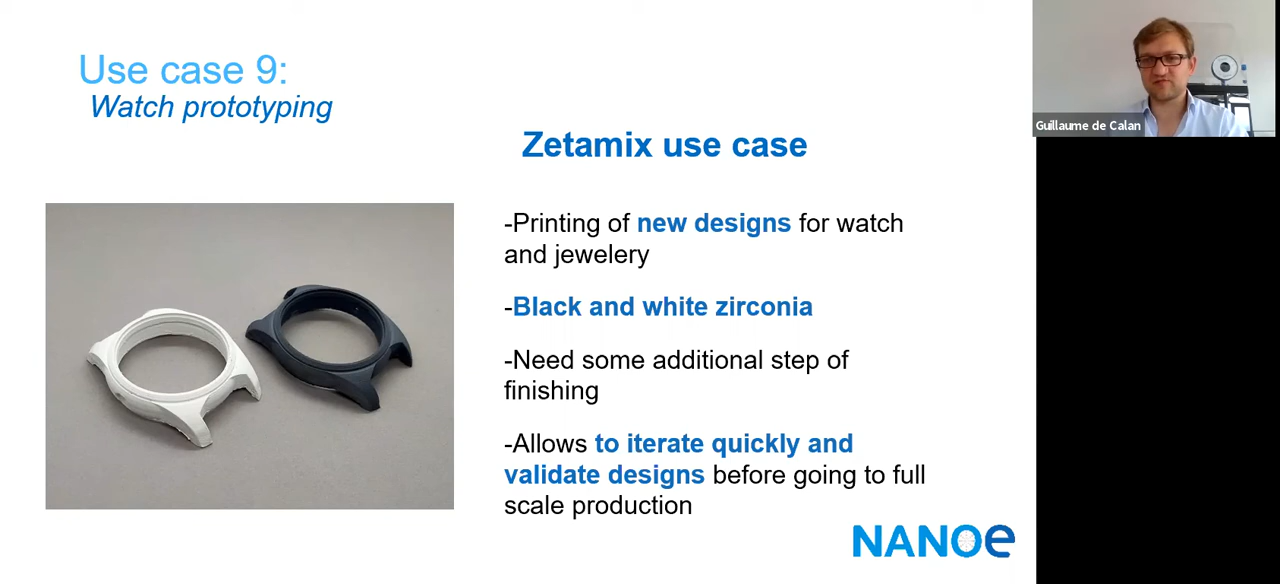 Use case 9:
Watch prototyping
Guillaume de Calan
Zetamix use case
-Printing of new designs for watch
and jewelery
-Black and white zirconia
-Need some additional step of
finishing
-Allows to iterate quickly and
validate designs before going to full
scale production
NANOe